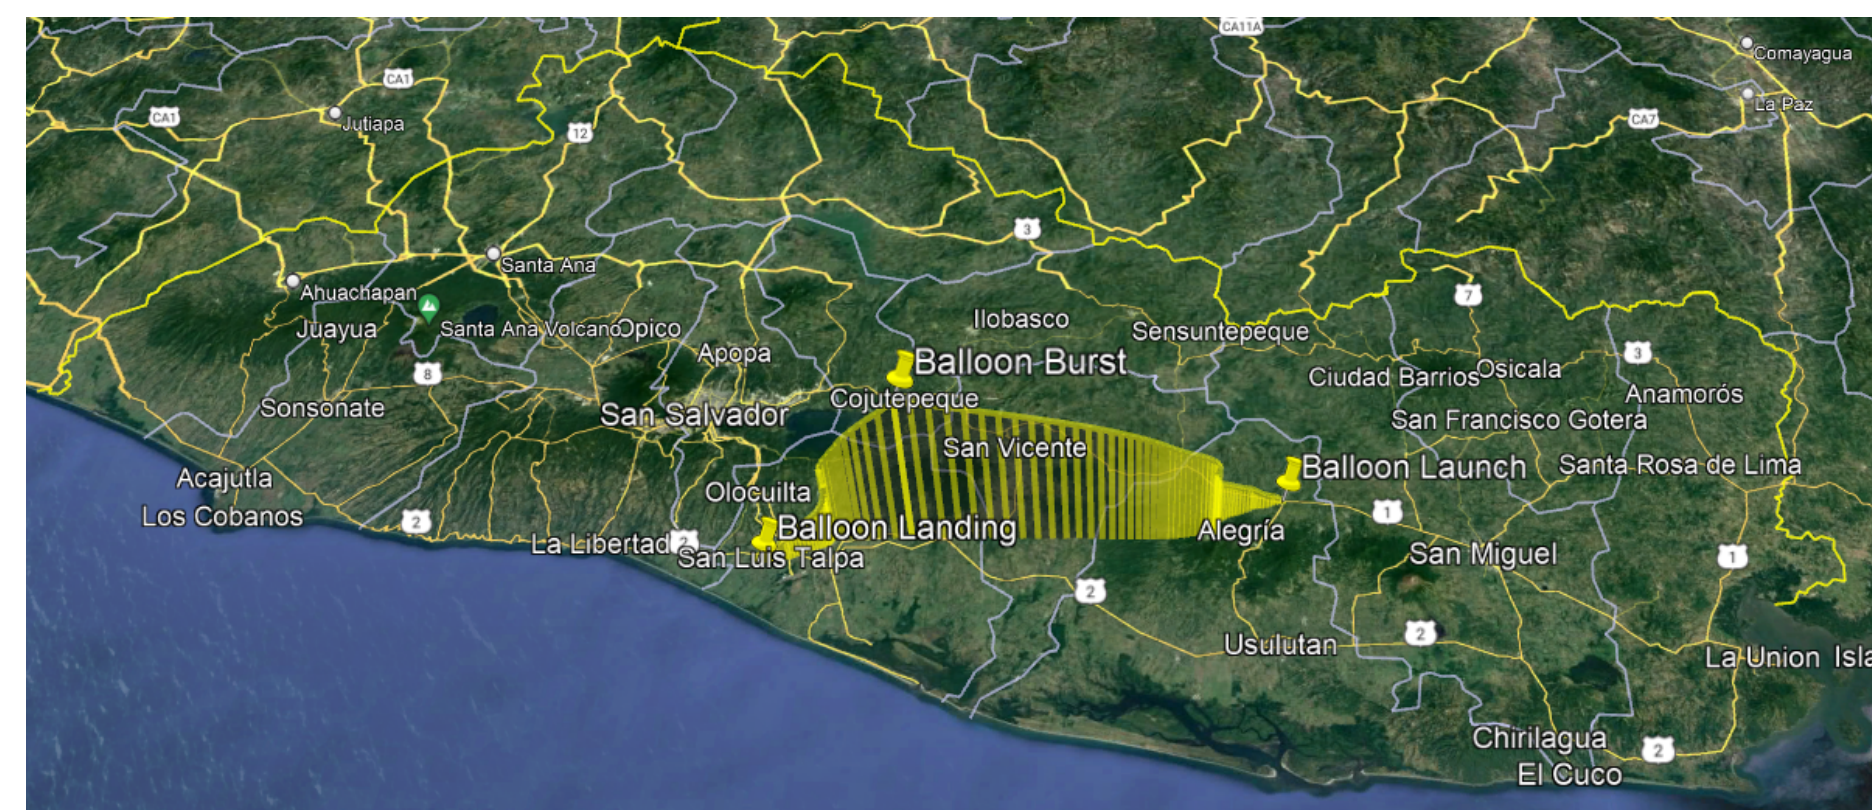 CA11A
Comayagua
CA1
La Paz
CA1
Jutiapa
CA7
12
3
Santa Ana
Ahuachapan
7
Santa Ana Volcano
Opico
Juayua
Ilobasco
Sensuntepeque
Apopa
Balloon Burst
3
8
Osicala
Ciudad Barrios
Anamorós
Cojutepeque
Sonsonate
San Salvador
San Francisco Gotera
San Vicente
Balloon Launch
Santa Rosa de Lima
Acajutla
Olocuilta
Los Cobanos
1
2
Balloon Landing
Alegría
La Libertad
2
San Luis Talpa
San Miguel
1
2
2
Usulutan
La Union
Isla
Chirilagua
2
El Cuco